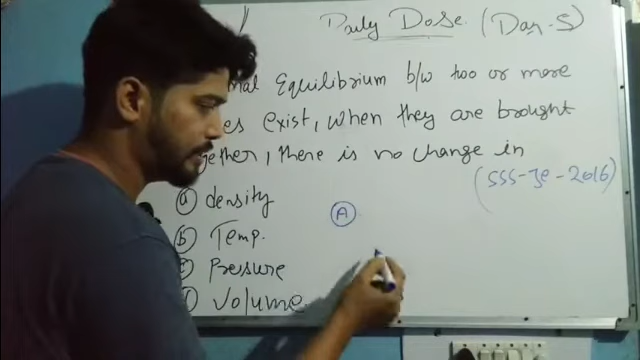 Daily Dose. (Day-5)
mal Equilibrium b/w two or more
es exist, when they are brought
gether, there is no change in
(SSS-JE-2016)
(a) density
(A)
(b) Temp.
(c) Pressure
(d) volume